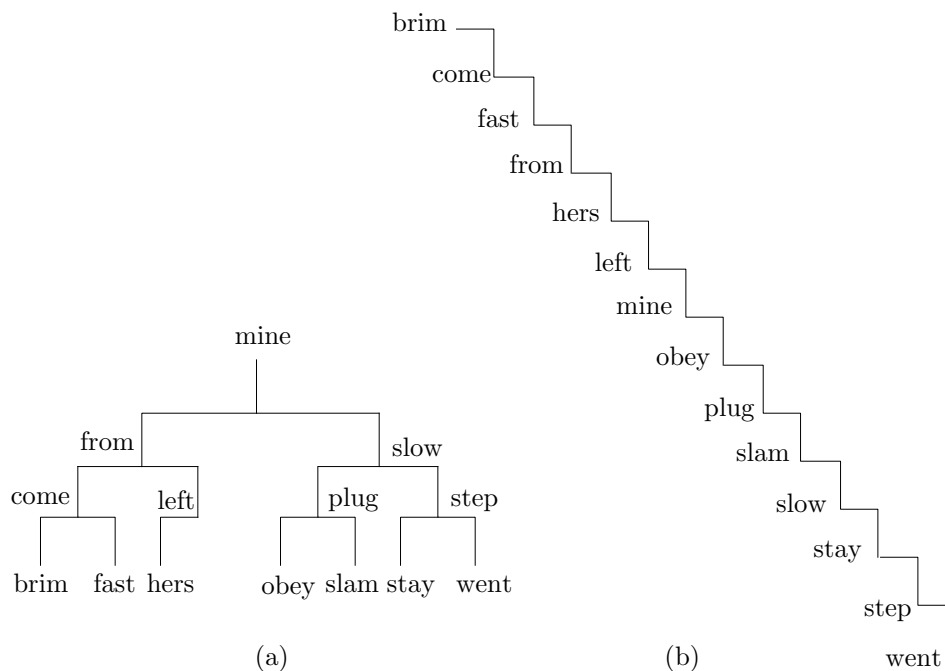 brim
come
fast
from
hers
left
mine
obey
plug
slam
slow
stay
step
went
(b)
mine
from slow
come left plug step
brim fast hers obey slam stay went
(a)